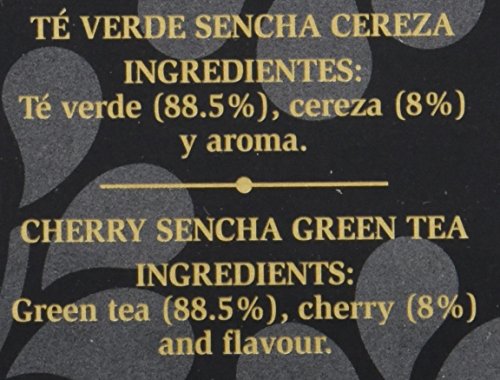 TÉ VERDE SENCHA CEREZA
INGREDIENTES:
Té verde (88.5%), cereza (8%)
y aroma.
CHERRY SENCHA GREEN TEA
INGREDIENTS:
Green tea (88.5%), cherry (8%)
and flavour.